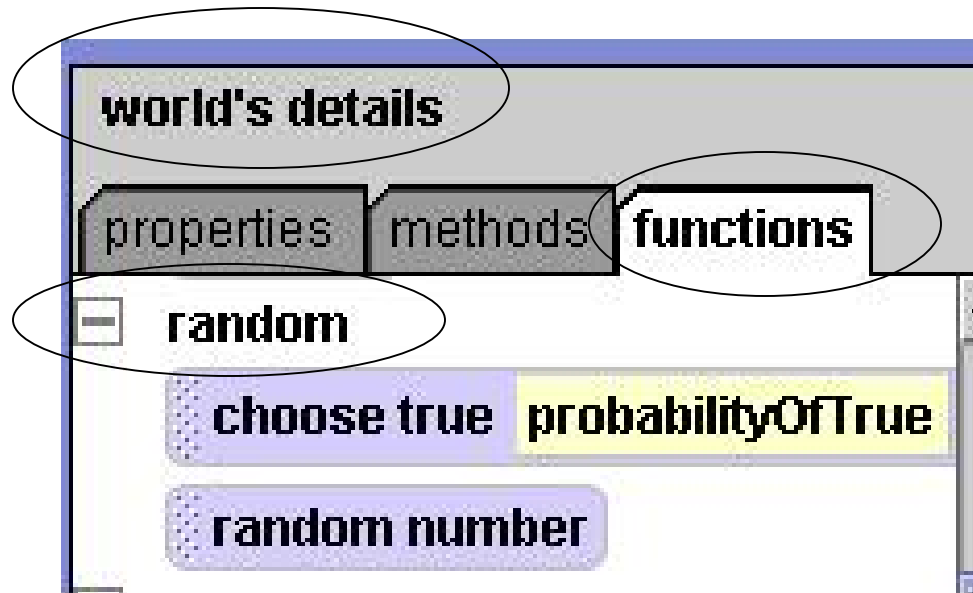 world's details
properties methods functions
random
choose true probabilityOfTrue
random number